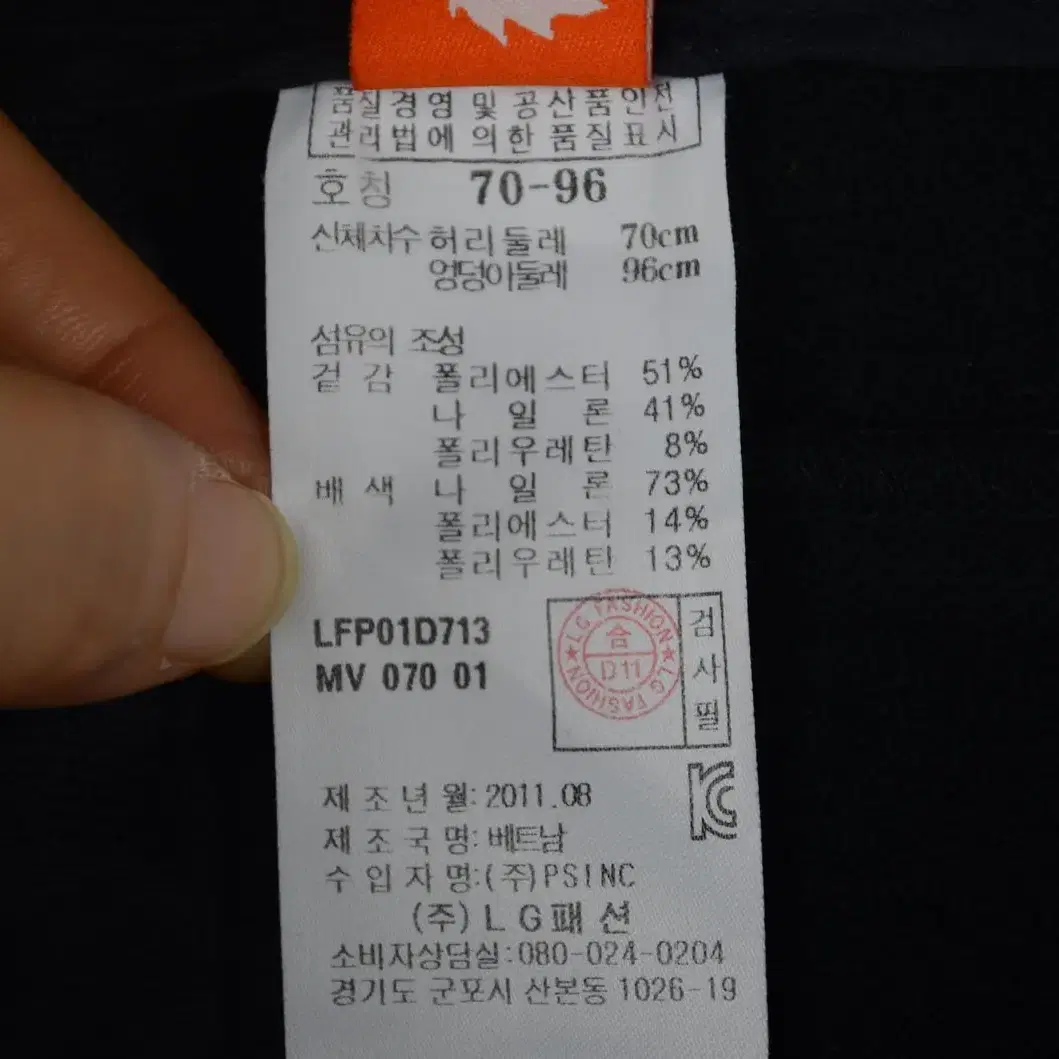 품질경영 및 공산품안전
관리법에 의한 품질표시
호칭 70-96
신체치수 허리둘레 70cm
엉덩이둘레 96cm
섬유의 조성
겉감 폴리에스터 51%
나일론 41%
폴리우레탄 8%
배색 나일론 73%
폴리에스터 14%
폴리우레탄 13%
LFP01D713
MV 070 01
LG FASHION ★ LG FASHION ★
合
D11
검사필
제조년월: 2011.08
제조국명: 베트남
수입자명:(주)PSINC
(주)LG패션
소비자상담실:080-024-0204
경기도 군포시 산본동 1026-19